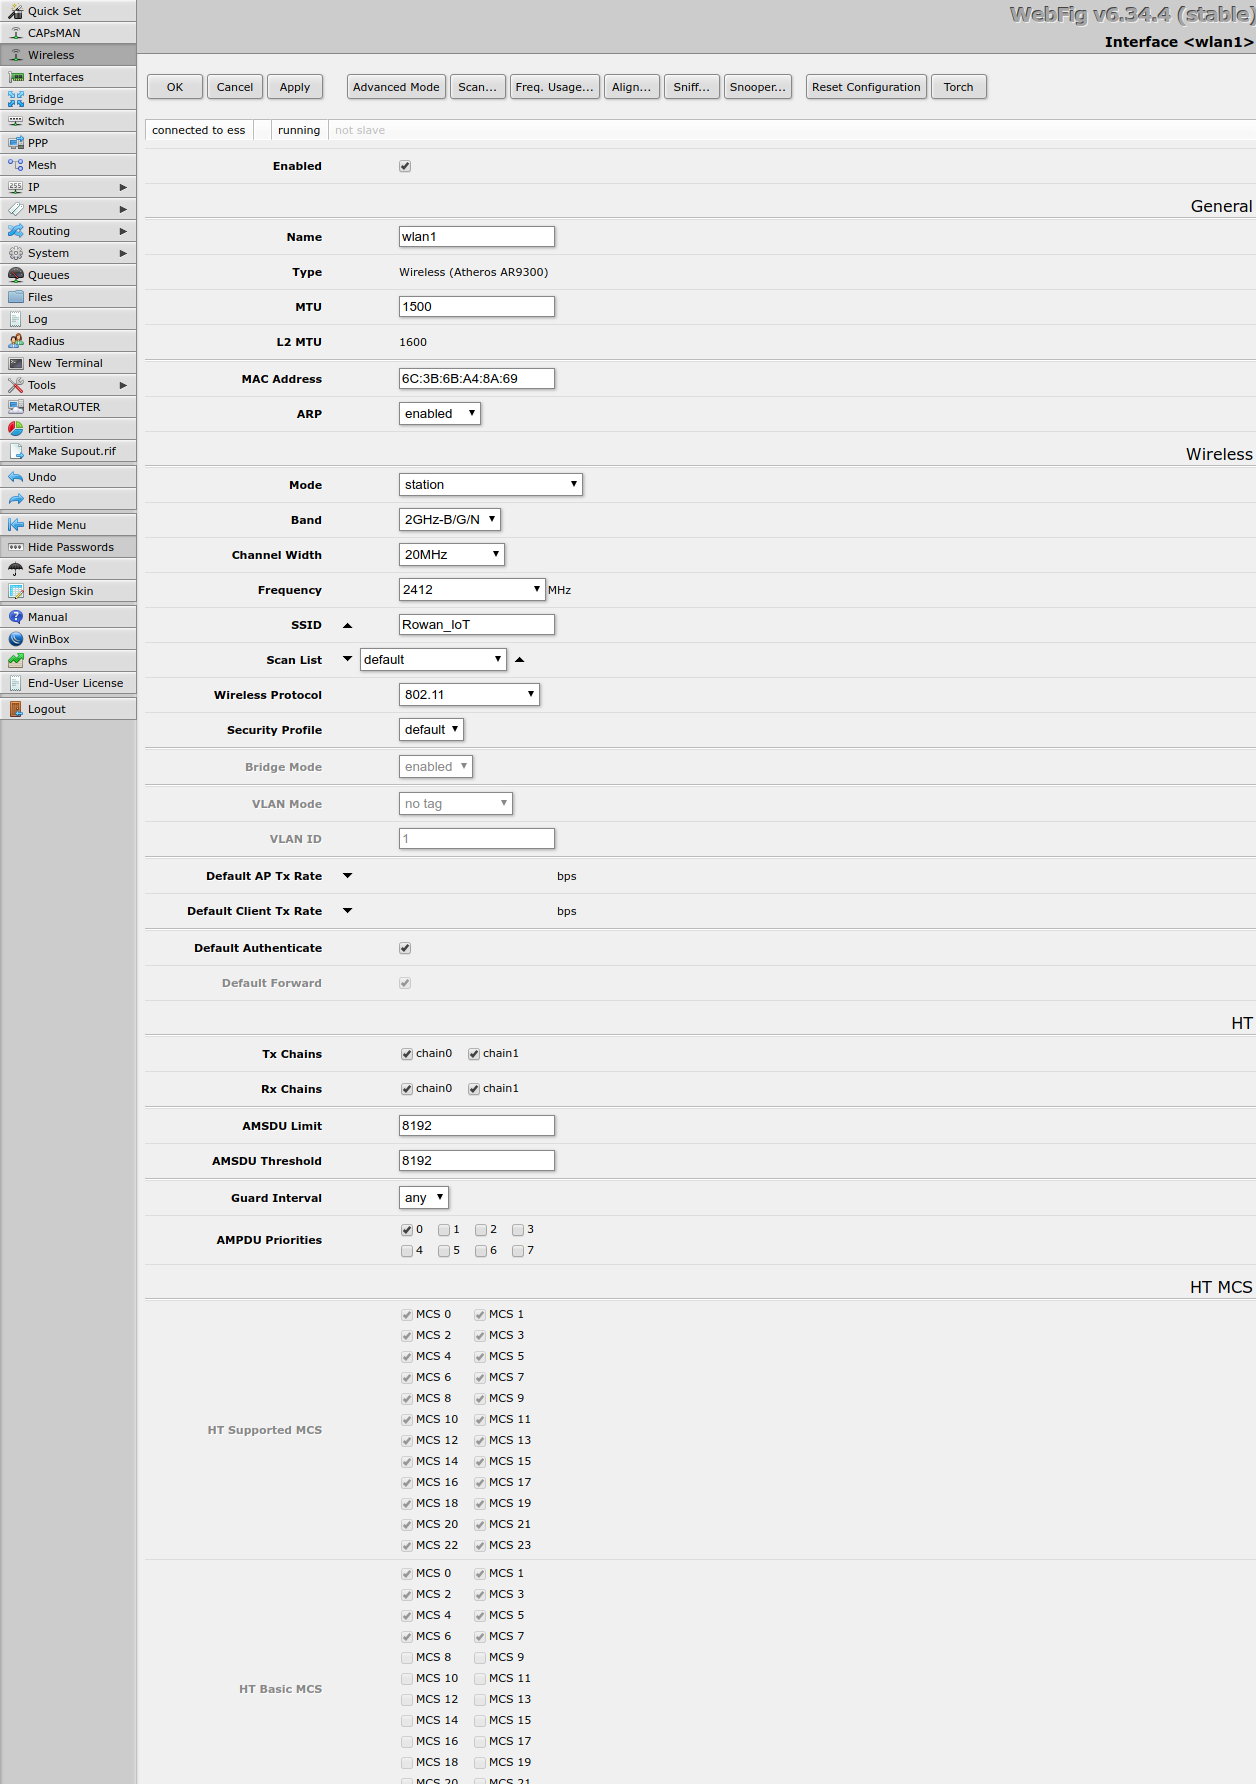 WebFig v6.34.4 (stable)
Interface <wlan1>
Quick Set
CAPsMAN
Wireless
Interfaces
Bridge
Switch
PPP
Mesh
IP
MPLS
Routing
System
Queues
Files
Log
Radius
New Terminal
Tools
MetaROUTER
Partition
Make Supout.rif
Undo
Redo
Hide Menu
Hide Passwords
Safe Mode
Design Skin
Manual
WinBox
Graphs
End-User License
Logout
OK Cancel Apply Advanced Mode Scan... Freq. Usage... Align... Sniff... Snooper... Reset Configuration Torch
connected to ess running not slave
Enabled
General
Name wlan1
Type Wireless (Atheros AR9300)
MTU 1500
L2 MTU 1600
MAC Address 6C:3B:6B:A4:8A:69
ARP enabled
Wireless
Mode station
Band 2GHz-B/G/N
Channel Width 20MHz
Frequency 2412 MHz
SSID Rowan_IoT
Scan List default
Wireless Protocol 802.11
Security Profile default
Bridge Mode enabled
VLAN Mode no tag
VLAN ID 1
Default AP Tx Rate bps
Default Client Tx Rate bps
Default Authenticate
Default Forward
HT
Tx Chains chain0 chain1
Rx Chains chain0 chain1
AMSDU Limit 8192
AMSDU Threshold 8192
Guard Interval any
AMPDU Priorities
0 1 2 3
4 5 6 7
HT MCS
HT Supported MCS
MCS 0 MCS 1
MCS 2 MCS 3
MCS 4 MCS 5
MCS 6 MCS 7
MCS 8 MCS 9
MCS 10 MCS 11
MCS 12 MCS 13
MCS 14 MCS 15
MCS 16 MCS 17
MCS 18 MCS 19
MCS 20 MCS 21
MCS 22 MCS 23
HT Basic MCS
MCS 0 MCS 1
MCS 2 MCS 3
MCS 4 MCS 5
MCS 6 MCS 7
MCS 8 MCS 9
MCS 10 MCS 11
MCS 12 MCS 13
MCS 14 MCS 15
MCS 16 MCS 17
MCS 18 MCS 19
MCS 20 MCS 21